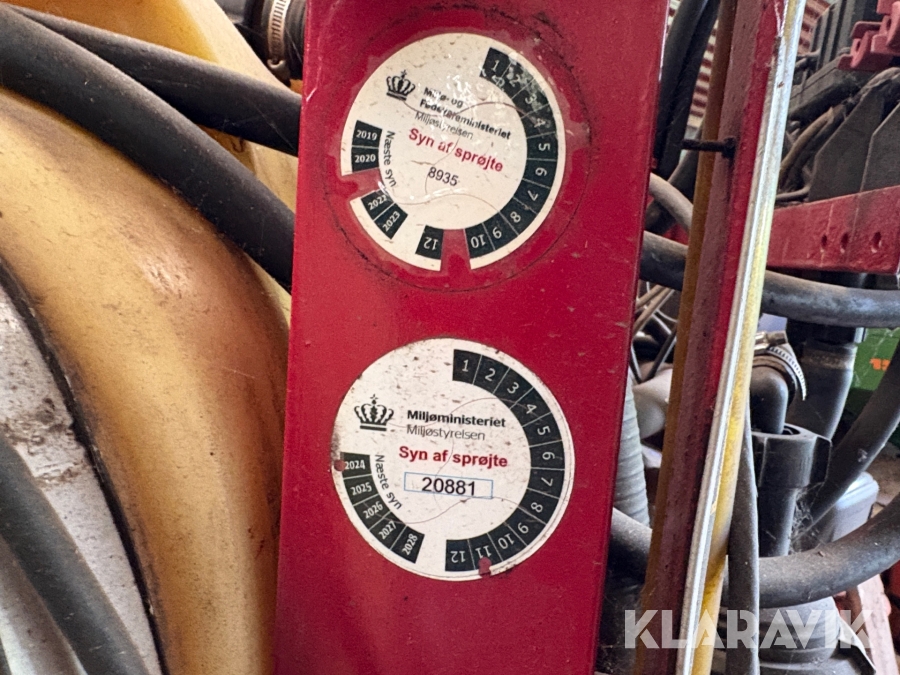 Miljø- og
Fødevareministeriet
Miljøstyrelsen
Syn af sprøjte
8935
Næste syn
2019
2020
2022
2023
1 2 3 4 5 6 7 8 9 10 12
Miljøministeriet
Miljøstyrelsen
Syn af sprøjte
20881
Næste syn
2024
2025
2026
2027
2028
1 2 3 4 5 6 7 8 9 10 11 12
KLARAVIK